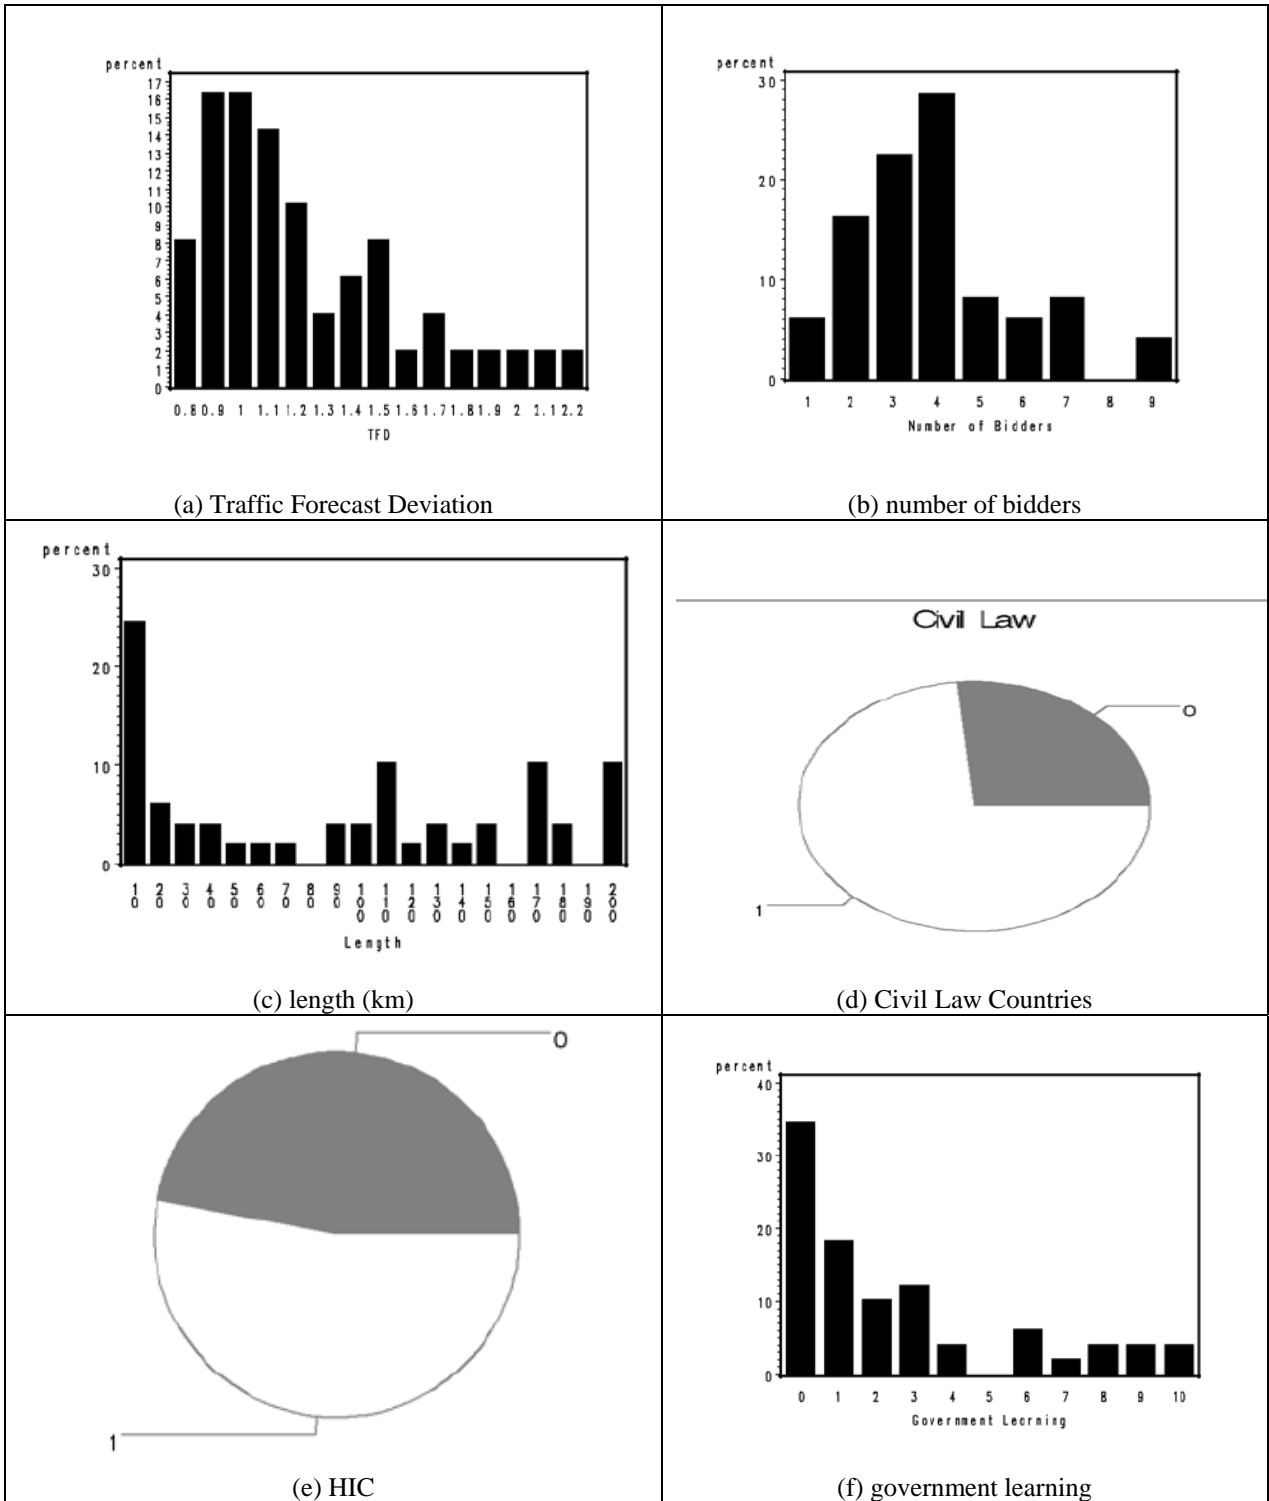 percent
17
16
15
14
13
12
11
10
9
8
7
6
5
4
3
2
1
0
0.8 0.9 1 1.1 1.2 1.3 1.4 1.5 1.6 1.7 1.8 1.9 2 2.1 2.2
TFD
(a) Traffic Forecast Deviation
percent
30
20
10
0
1 2 3 4 5 6 7 8 9
Number of Bidders
(b) number of bidders
percent
30
20
10
0
10 20 30 40 50 60 70 80 90 100 110 120 130 140 150 160 170 180 190 200
Length
(c) length (km)
Civil Law
0
1
(d) Civil Law Countries
0
1
(e) HIC
percent
40
30
20
10
0
0 1 2 3 4 5 6 7 8 9 10
Government Learning
(f) government learning